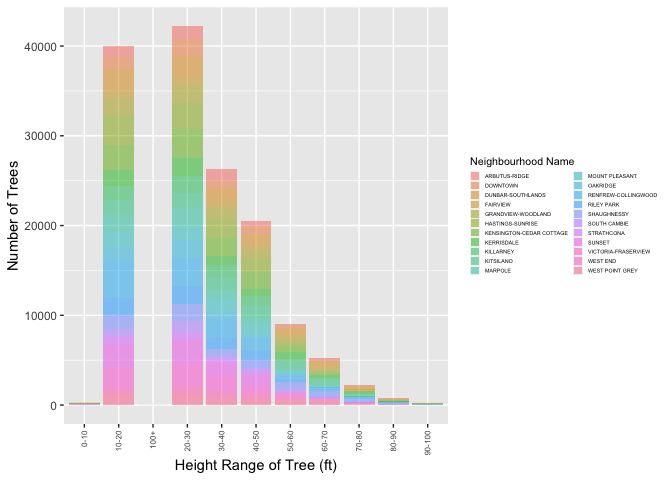 40000
30000
20000
10000
0
Number of Trees
0-10
10-20
100+
20-30
30-40
40-50
50-60
60-70
70-80
80-90
90-100
Height Range of Tree (ft)
Neighbourhood Name
ARBUTUS-RIDGE
DOWNTOWN
DUNBAR-SOUTHLANDS
FAIRVIEW
GRANDVIEW-WOODLAND
HASTINGS-SUNRISE
KENSINGTON-CEDAR COTTAGE
KERRISDALE
KILLARNEY
KITSILANO
MARPOLE
MOUNT PLEASANT
OAKRIDGE
RENFREW-COLLINGWOOD
RILEY PARK
SHAUGHNESSY
SOUTH CAMBIE
STRATHCONA
SUNSET
VICTORIA-FRASERVIEW
WEST END
WEST POINT GREY